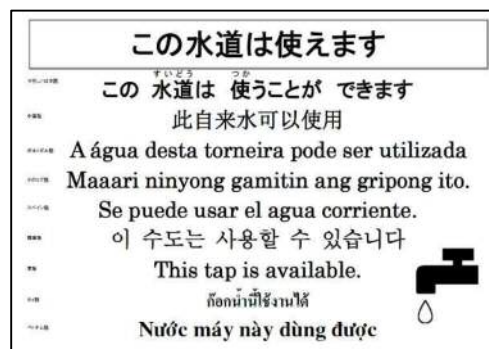 この水道は使えます
この 水道は 使うことが できます
此自来水可以使用
A água desta torneira pode ser utilizada
Maaari ninyong gamitin ang gripong ito.
Se puede usar el agua corriente.
이 수도는 사용할 수 있습니다
This tap is available.
ก๊อกน้ำนี้ใช้งานได้
Nước máy này dùng được